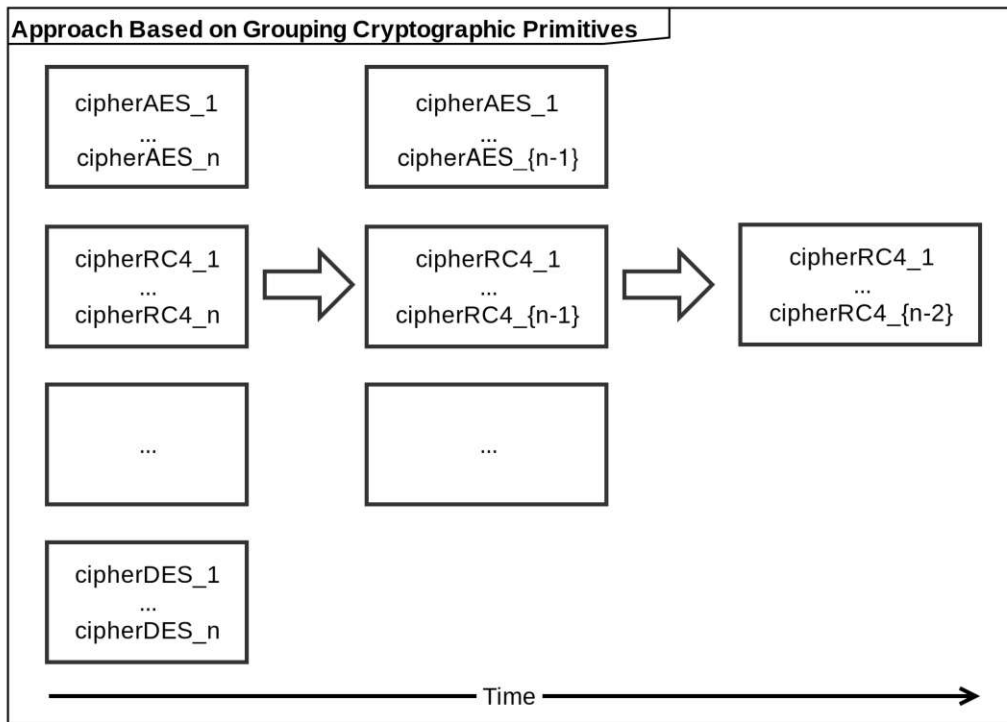 Approach Based on Grouping Cryptographic Primitives
cipherAES_1
...
cipherAES_n
cipherAES_1
...
cipherAES_{n-1}
cipherRC4_1
...
cipherRC4_n
cipherRC4_1
...
cipherRC4_{n-1}
cipherRC4_1
...
cipherRC4_{n-2}
...
...
cipherDES_1
...
cipherDES_n
Time